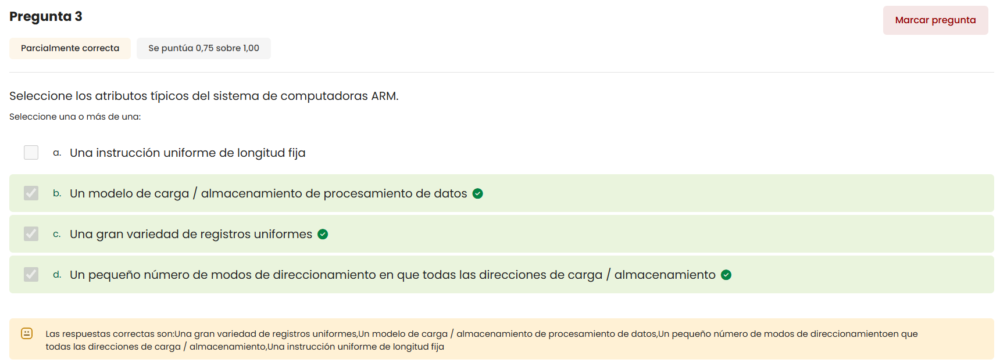 Pregunta 3
Marcar pregunta
Parcialmente correcta
Se puntúa 0,75 sobre 1,00
Seleccione los atributos típicos del sistema de computadoras ARM.
Seleccione una o más de una:
a. Una instrucción uniforme de longitud fija
b. Un modelo de carga / almacenamiento de procesamiento de datos
c. Una gran variedad de registros uniformes
d. Un pequeño número de modos de direccionamiento en que todas las direcciones de carga / almacenamiento
Las respuestas correctas son:Una gran variedad de registros uniformes,Un modelo de carga / almacenamiento de procesamiento de datos,Un pequeño número de modos de direccionamientoen que
todas las direcciones de carga / almacenamiento,Una instrucción uniforme de longitud fija